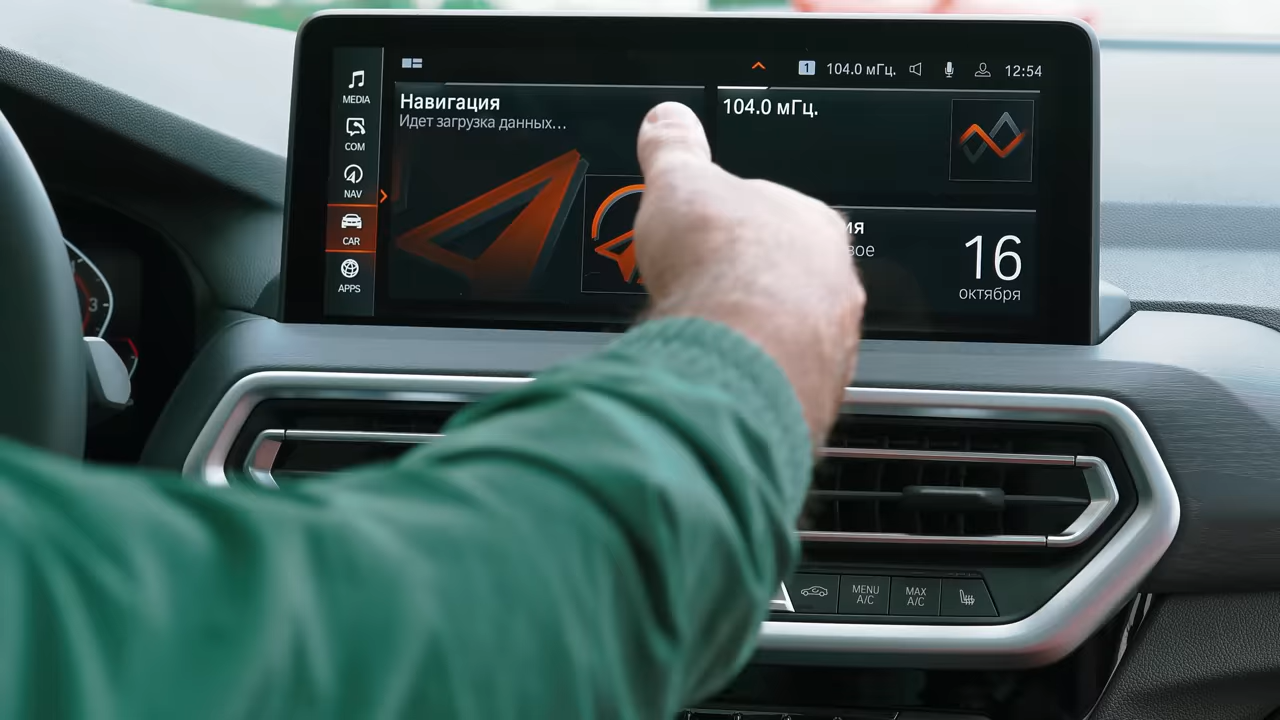 MEDIA
COM
NAV
CAR
APPS
1 104.0 мГц. 12:54
Навигация
Идет загрузка данных...
104.0 мГц.
16
октября
3
MENU
A/C
MAX
A/C